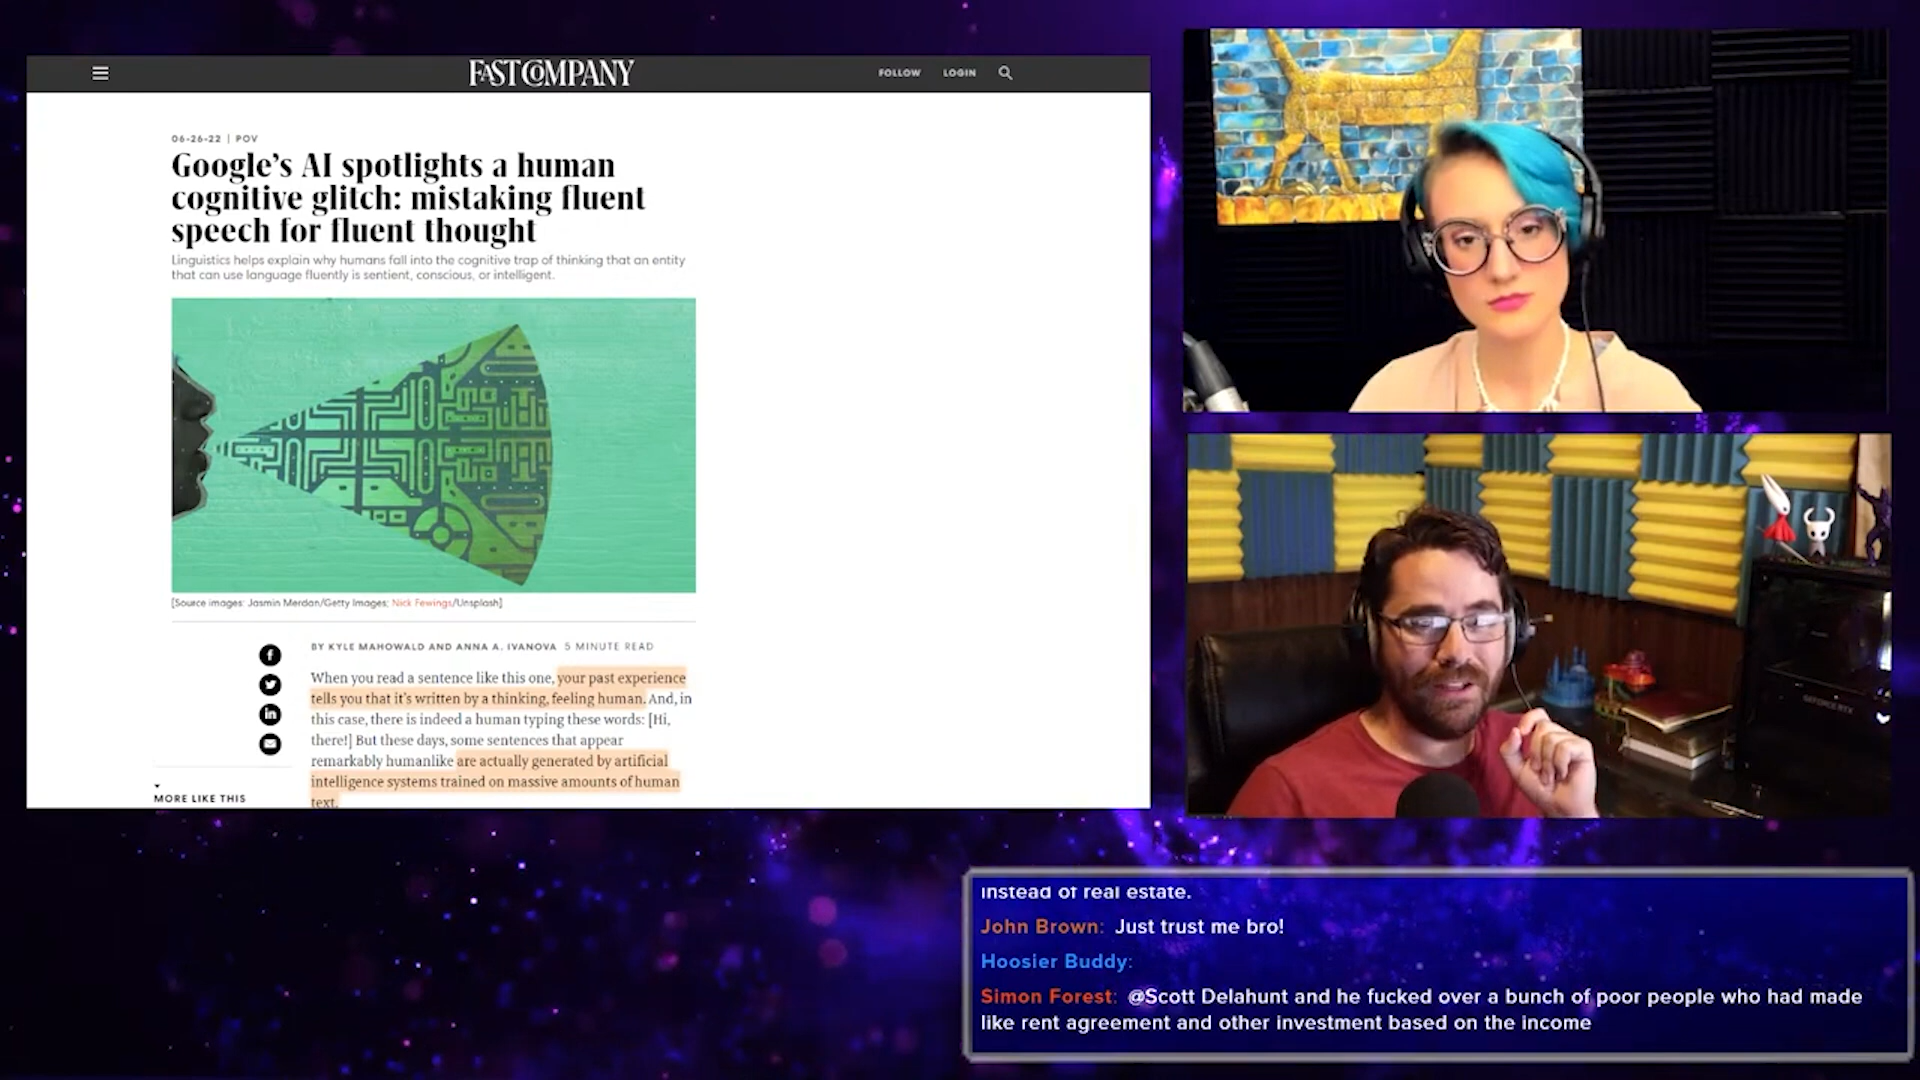 FAST COMPANY
FOLLOW LOGIN
06-26-22 | POV
Google's AI spotlights a human
cognitive glitch: mistaking fluent
speech for fluent thought
Linguistics helps explain why humans fall into the cognitive trap of thinking that an entity
that can use language fluently is sentient, conscious, or intelligent.
[Source images: Jasmin Merdan/Getty Images; Nick Fewings/Unsplash]
BY KYLE MAHOWALD AND ANNA A. IVANOVA 5 MINUTE READ
When you read a sentence like this one, your past experience
tells you that it's written by a thinking, feeling human. And, in
this case, there is indeed a human typing these words: [Hi,
there!] But these days, some sentences that appear
remarkably humanlike are actually generated by artificial
intelligence systems trained on massive amounts of human
text.
MORE LIKE THIS
GEFORCE RTX
instead of real estate.
John Brown: Just trust me bro!
Hoosier Buddy:
Simon Forest: @Scott Delahunt and he fucked over a bunch of poor people who had made
like rent agreement and other investment based on the income